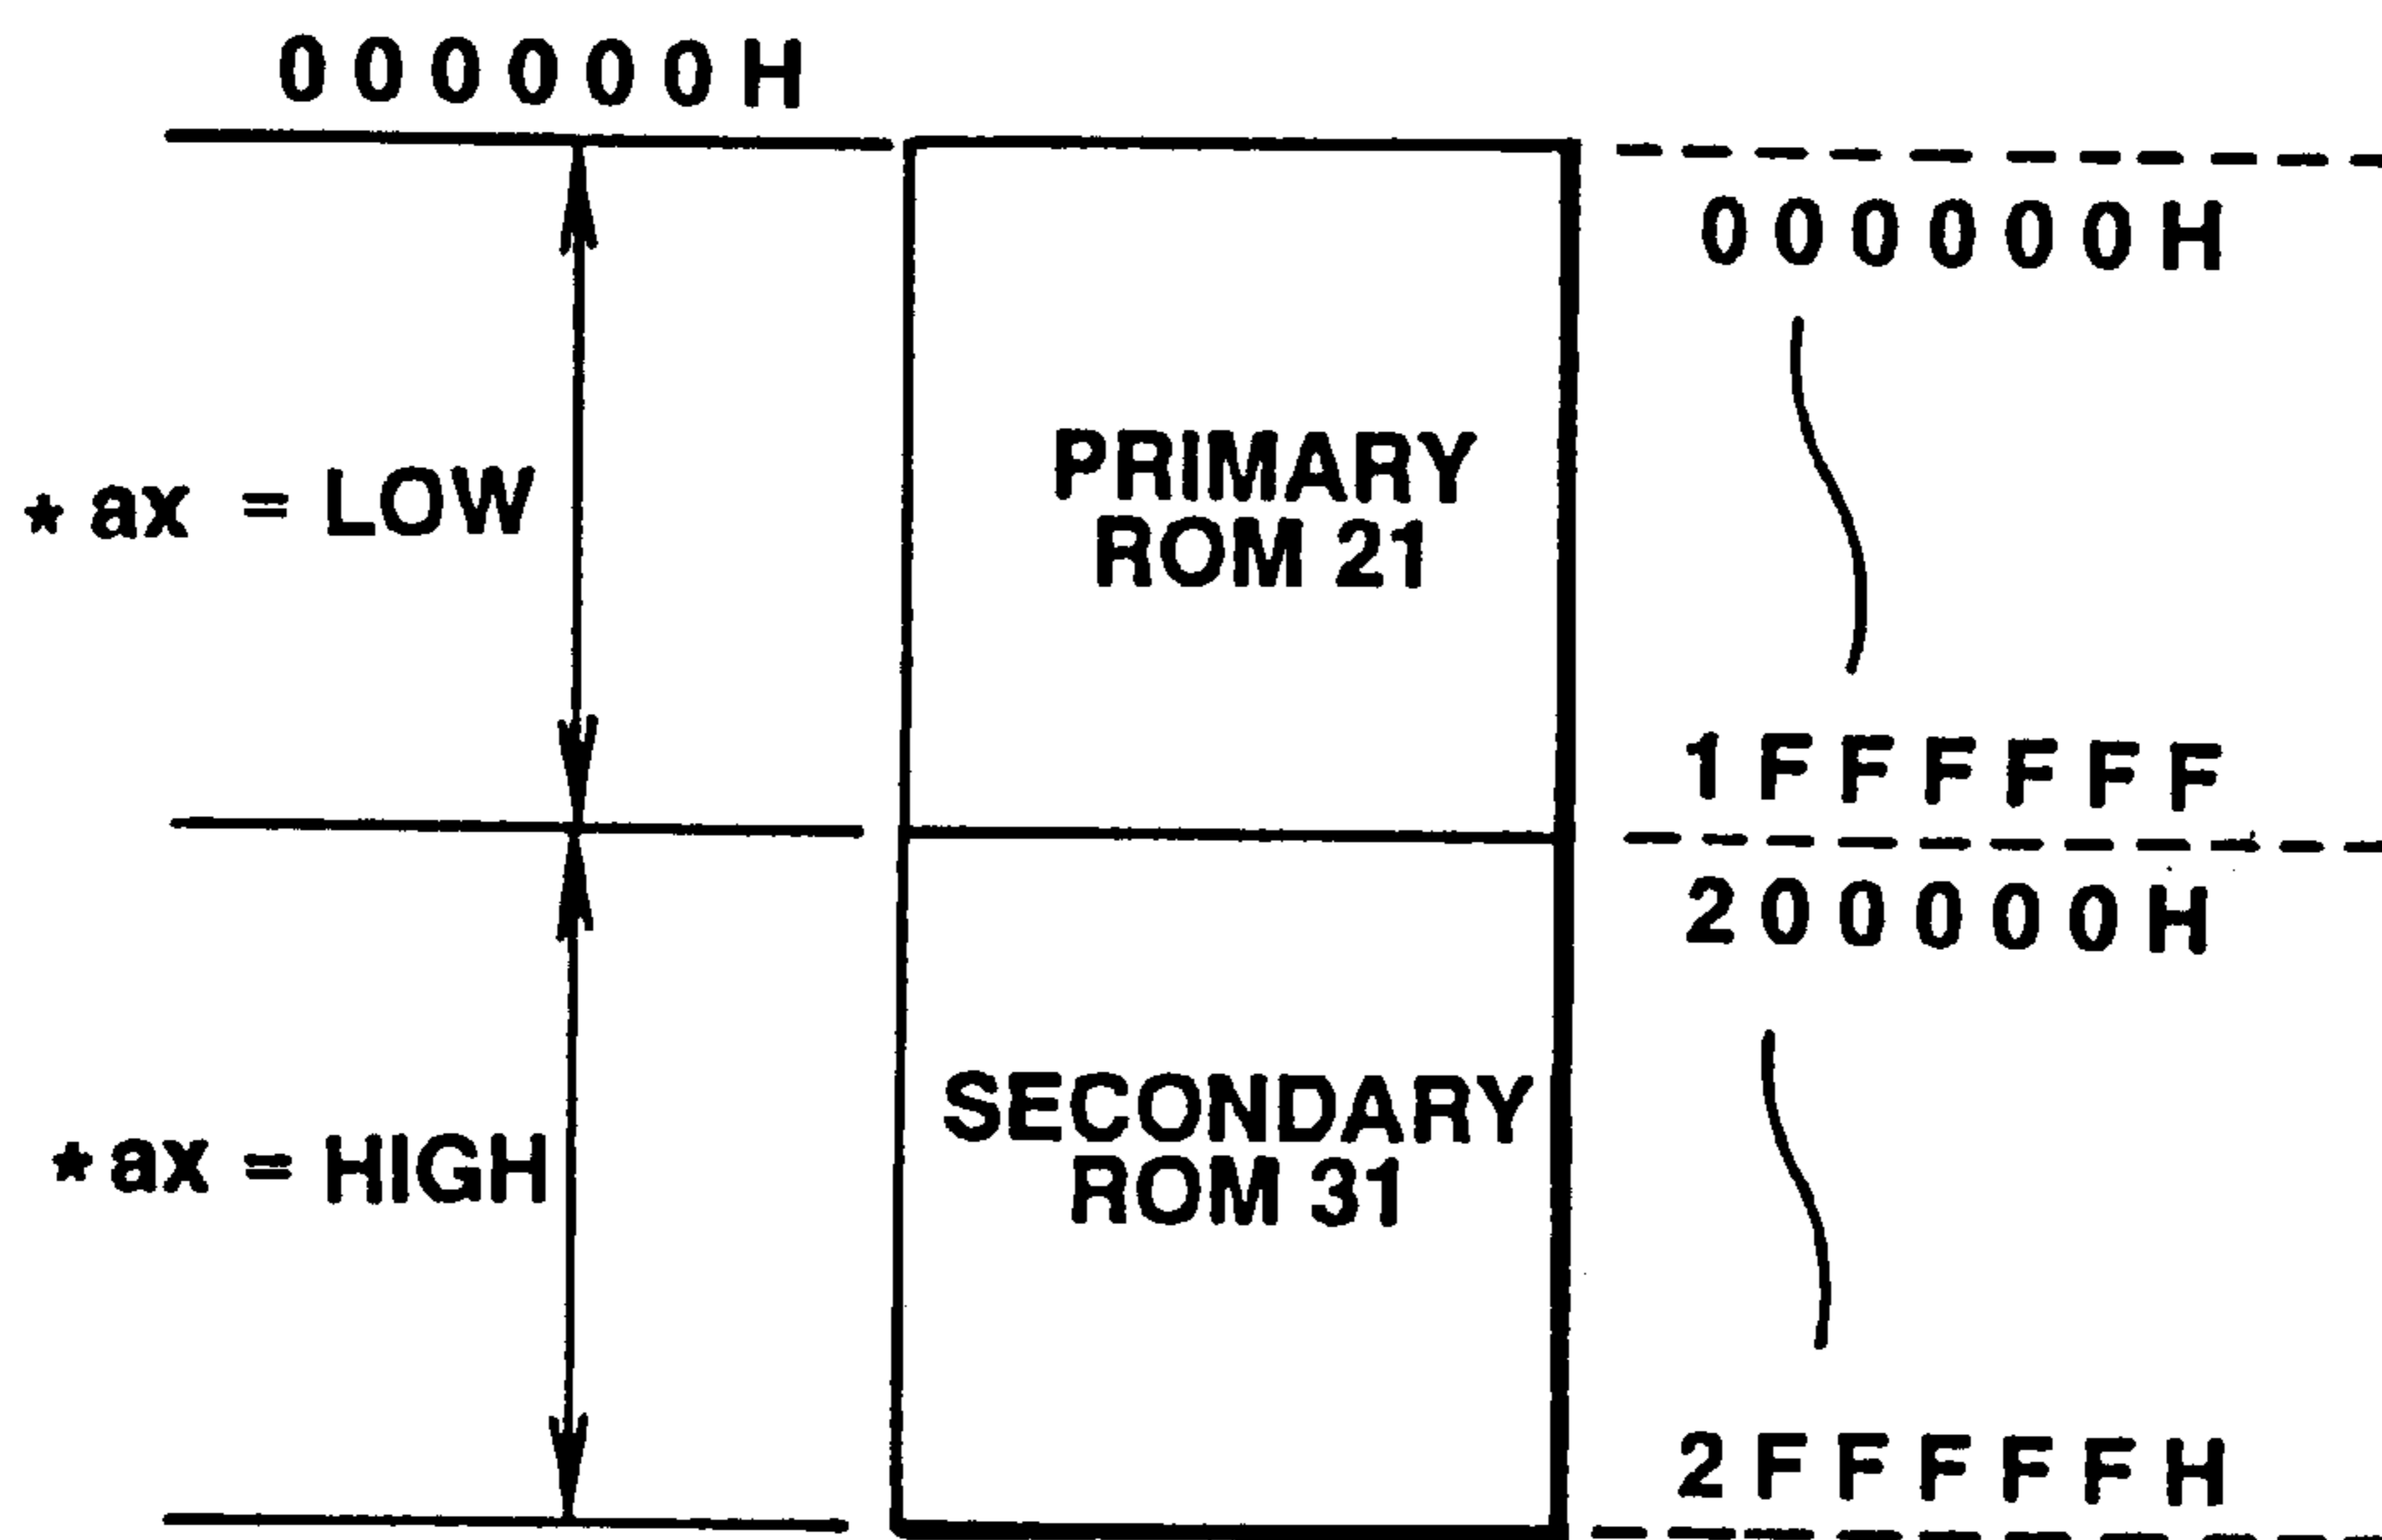 000000H
000000H
*ax = LOW
PRIMARY
ROM 21
1FFFFFF
200000H
*ax = HIGH
SECONDARY
ROM 31
2FFFFFH